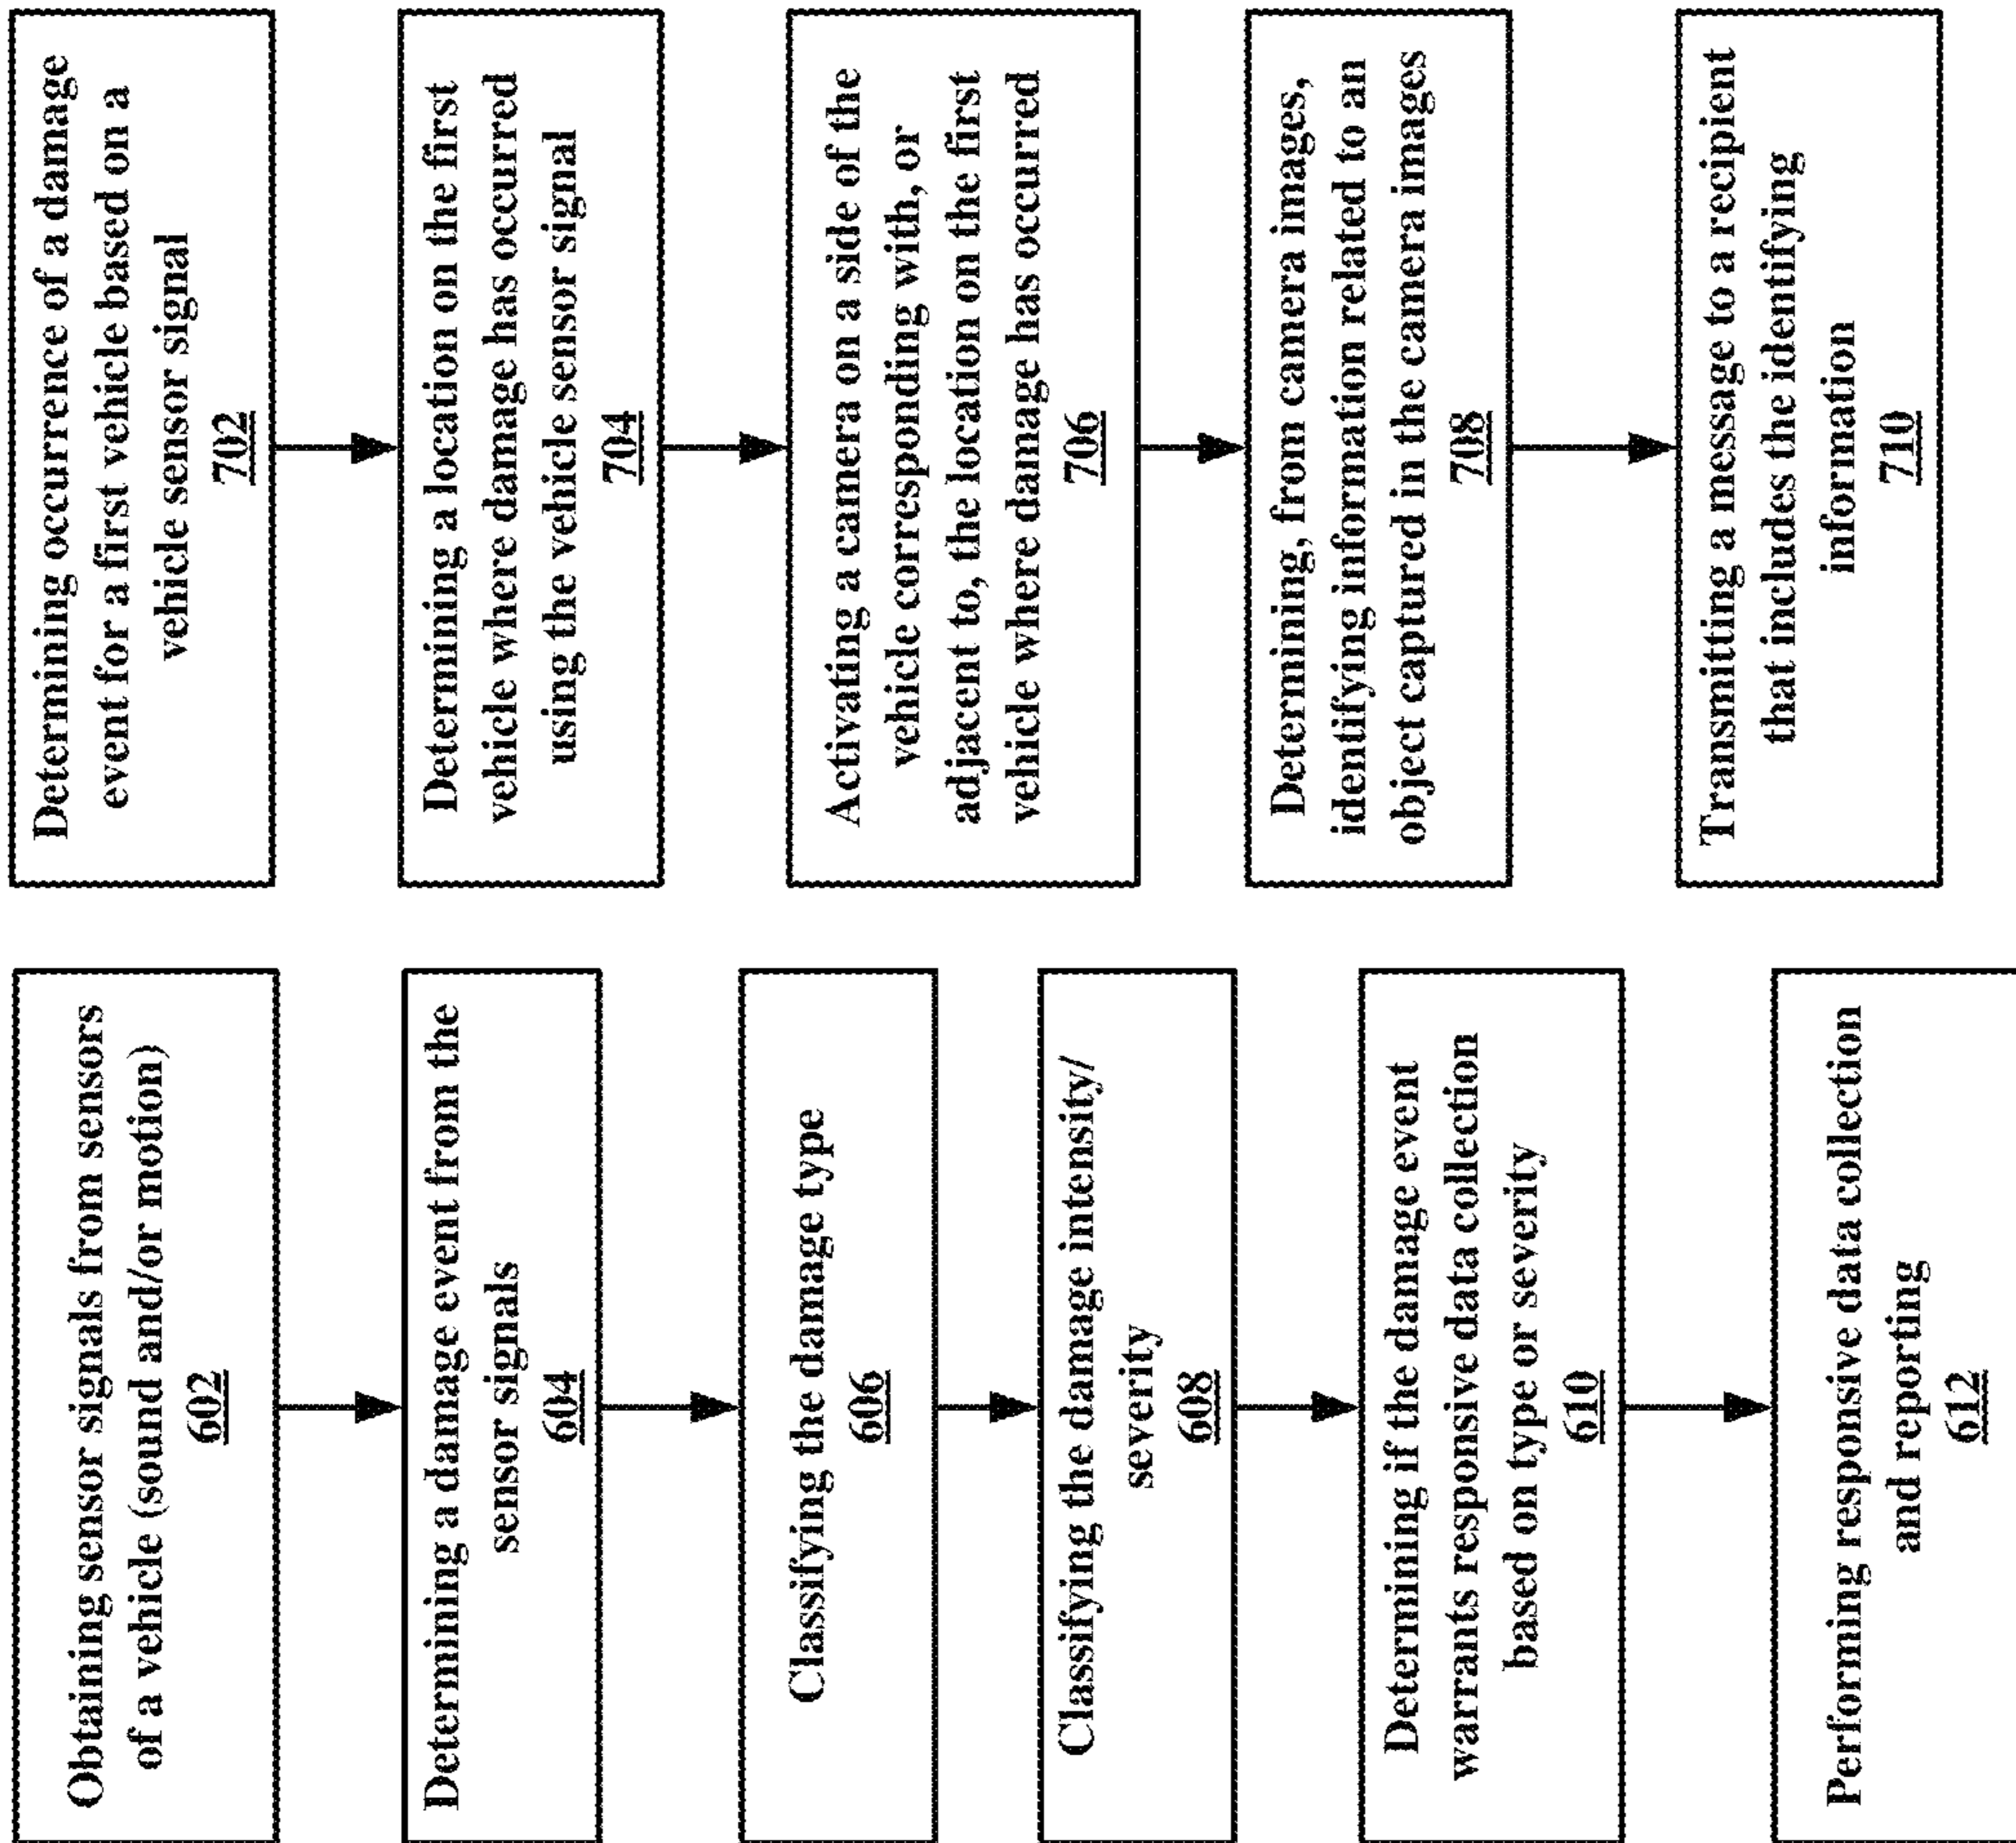 Obtaining sensor signals from sensors
of a vehicle (sound and/or motion)
602
Determining a damage event from the
sensor signals
604
Classifying the damage type
606
Classifying the damage intensity/
severity
608
Determining if the damage event
warrants responsive data collection
based on type or severity
610
Performing responsive data collection
and reporting
612
Determining occurrence of a damage
event for a first vehicle based on a
vehicle sensor signal
702
Determining a location on the first
vehicle where damage has occurred
using the vehicle sensor signal
704
Activating a camera on a side of the
vehicle corresponding with, or
adjacent to, the location on the first
vehicle where damage has occurred
706
Determining, from camera images,
identifying information related to an
object captured in the camera images
708
Transmitting a message to a recipient
that includes the identifying
information
710